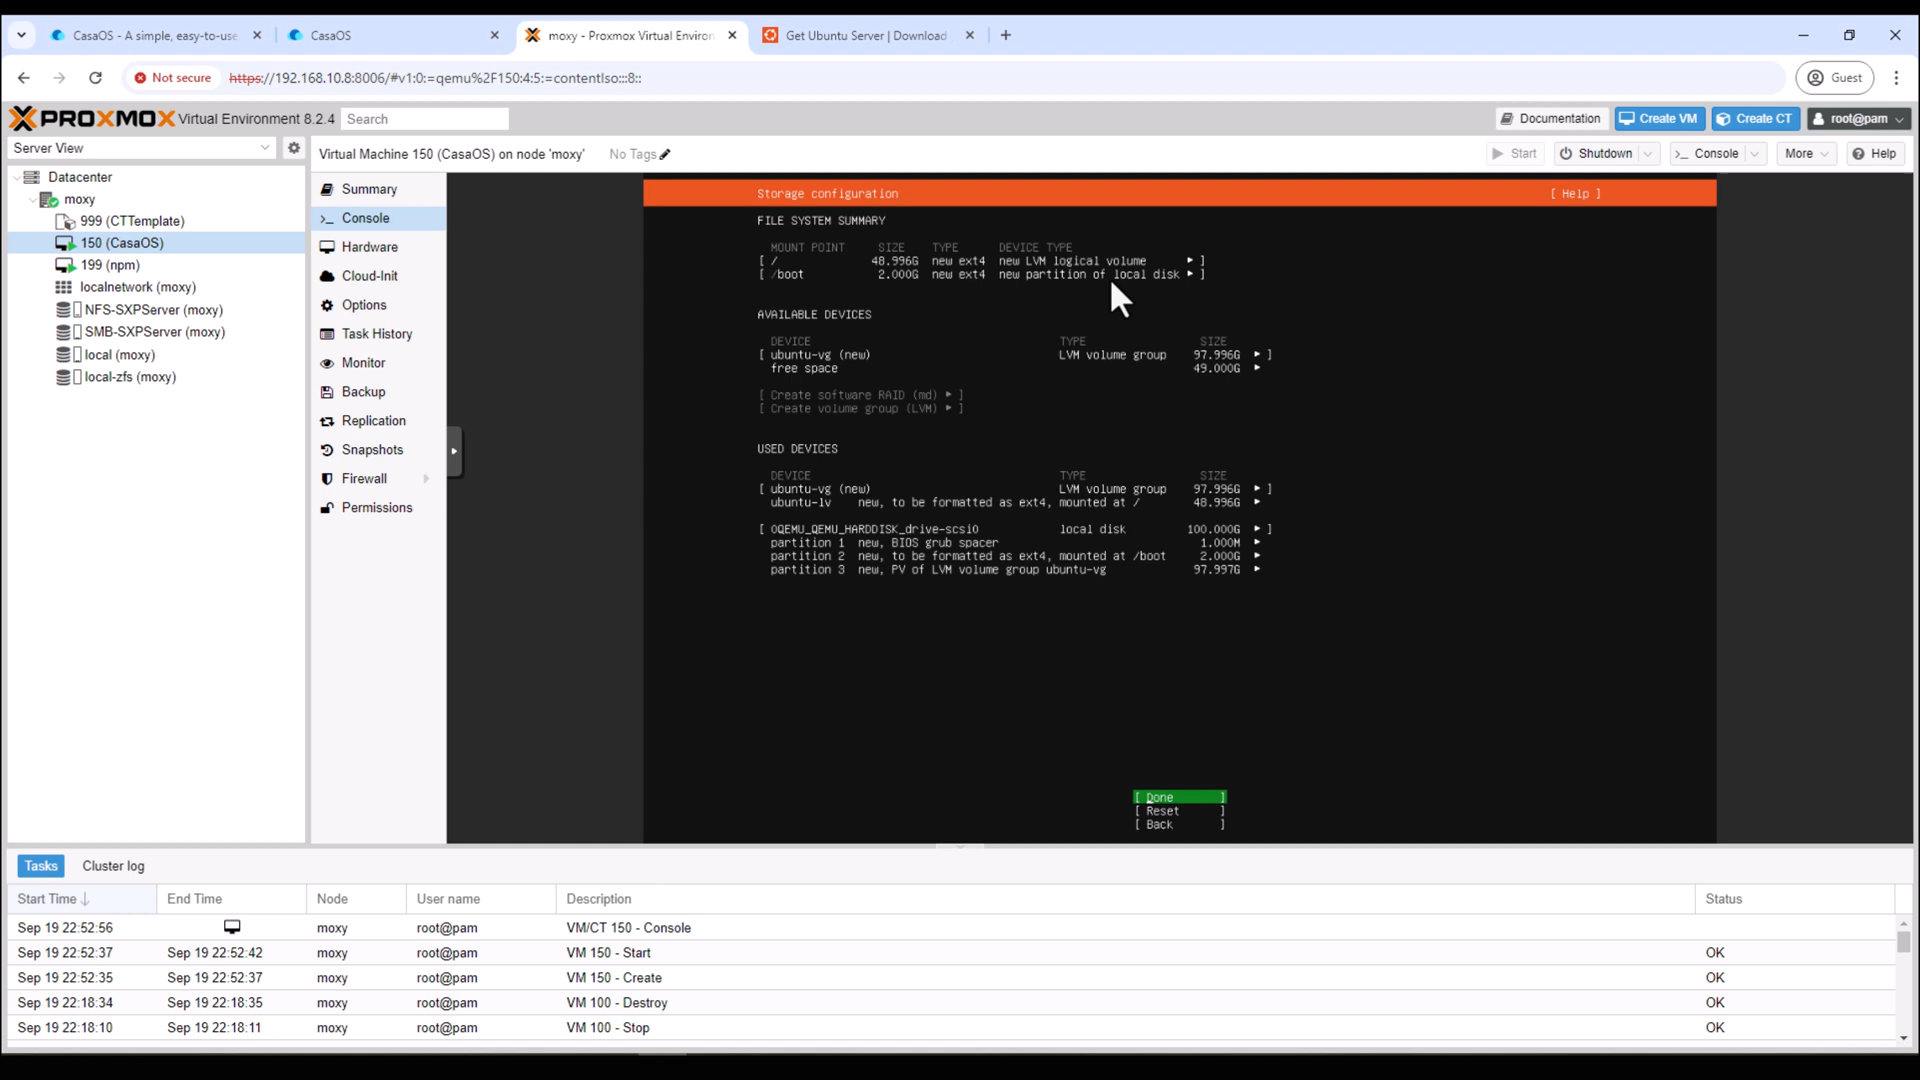 CasaOS - A simple, easy-to-use
CasaOS
moxy - Proxmox Virtual Environ
Get Ubuntu Server | Download
Not secure
https://192.168.10.8:8006/#v1:0:=qemu%2F150:4:5:=contentIso:::8::
Guest
PROXMOX Virtual Environment 8.2.4
Search
Documentation
Create VM
Create CT
root@pam
Server View
Virtual Machine 150 (CasaOS) on node 'moxy'
No Tags
Start
Shutdown
Console
More
Help
Datacenter
moxy
999 (CTTemplate)
150 (CasaOS)
199 (npm)
localnetwork (moxy)
NFS-SXPServer (moxy)
SMB-SXPServer (moxy)
local (moxy)
local-zfs (moxy)
Summary
Console
Hardware
Cloud-Init
Options
Task History
Monitor
Backup
Replication
Snapshots
Firewall
Permissions
Storage configuration [ Help ]
FILE SYSTEM SUMMARY
MOUNT POINT SIZE TYPE DEVICE TYPE
[ / 48.996G new ext4 new LVM logical volume ▸ ]
[ /boot 2.000G new ext4 new partition of local disk ▸ ]
AVAILABLE DEVICES
DEVICE TYPE SIZE
[ ubuntu-vg (new) LVM volume group 97.996G ▸ ]
free space 49.000G ▸
[ Create software RAID (md) ▸ ]
[ Create volume group (LVM) ▸ ]
USED DEVICES
DEVICE TYPE SIZE
[ ubuntu-vg (new) LVM volume group 97.996G ▸ ]
ubuntu-lv new, to be formatted as ext4, mounted at / 48.996G ▸
[ 0QEMU_QEMU_HARDDISK_drive-scsi0 local disk 100.000G ▸ ]
partition 1 new, BIOS grub spacer 1.000M ▸
partition 2 new, to be formatted as ext4, mounted at /boot 2.000G ▸
partition 3 new, PV of LVM volume group ubuntu-vg 97.997G ▸
[ Done ]
[ Reset ]
[ Back ]
Tasks
Cluster log
Start Time End Time Node User name Description Status
Sep 19 22:52:56 moxy root@pam VM/CT 150 - Console
Sep 19 22:52:37 Sep 19 22:52:42 moxy root@pam VM 150 - Start OK
Sep 19 22:52:35 Sep 19 22:52:37 moxy root@pam VM 150 - Create OK
Sep 19 22:18:34 Sep 19 22:18:35 moxy root@pam VM 100 - Destroy OK
Sep 19 22:18:10 Sep 19 22:18:11 moxy root@pam VM 100 - Stop OK